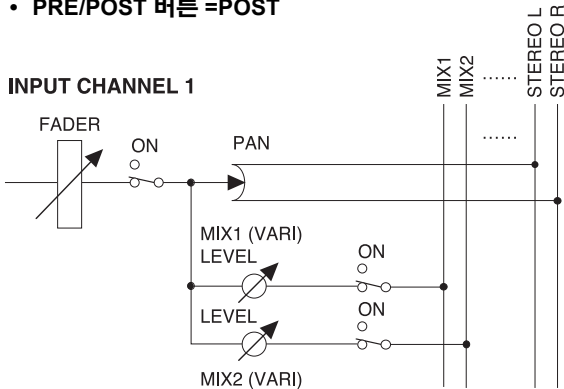 • PRE/POST 버튼 =POST
INPUT CHANNEL 1
MIX1
MIX2
......
STEREO L
STEREO R
FADER
ON
PAN
......
MIX1 (VARI)
LEVEL
ON
LEVEL
ON
MIX2 (VARI)